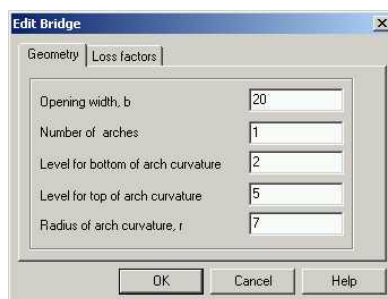 Edit Bridge
Geometry Loss factors
Opening width, b 20
Number of arches 1
Level for bottom of arch curvature 2
Level for top of arch curvature 5
Radius of arch curvature, r 7
OK Cancel Help